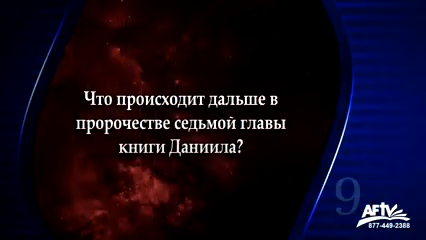 Что происходит дальше в
пророчестве седьмой главы
книги Даниила?
9
AFTV
877-449-2388